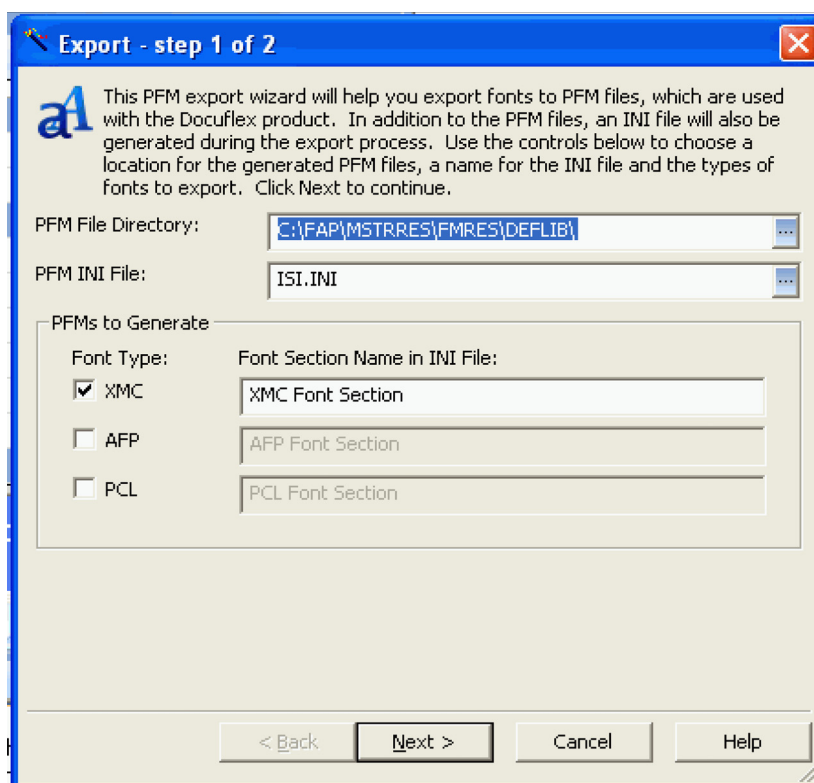 Export - step 1 of 2
This PFM export wizard will help you export fonts to PFM files, which are used
with the Docuflex product. In addition to the PFM files, an INI file will also be
generated during the export process. Use the controls below to choose a
location for the generated PFM files, a name for the INI file and the types of
fonts to export. Click Next to continue.
PFM File Directory:
C:\FAP\MSTRRES\FMRES\DEFLIB\
...
PFM INI File:
ISI.INI
...
PFMs to Generate
Font Type:
Font Section Name in INI File:
XMC
XMC Font Section
AFP
AFP Font Section
PCL
PCL Font Section
< Back
Next >
Cancel
Help